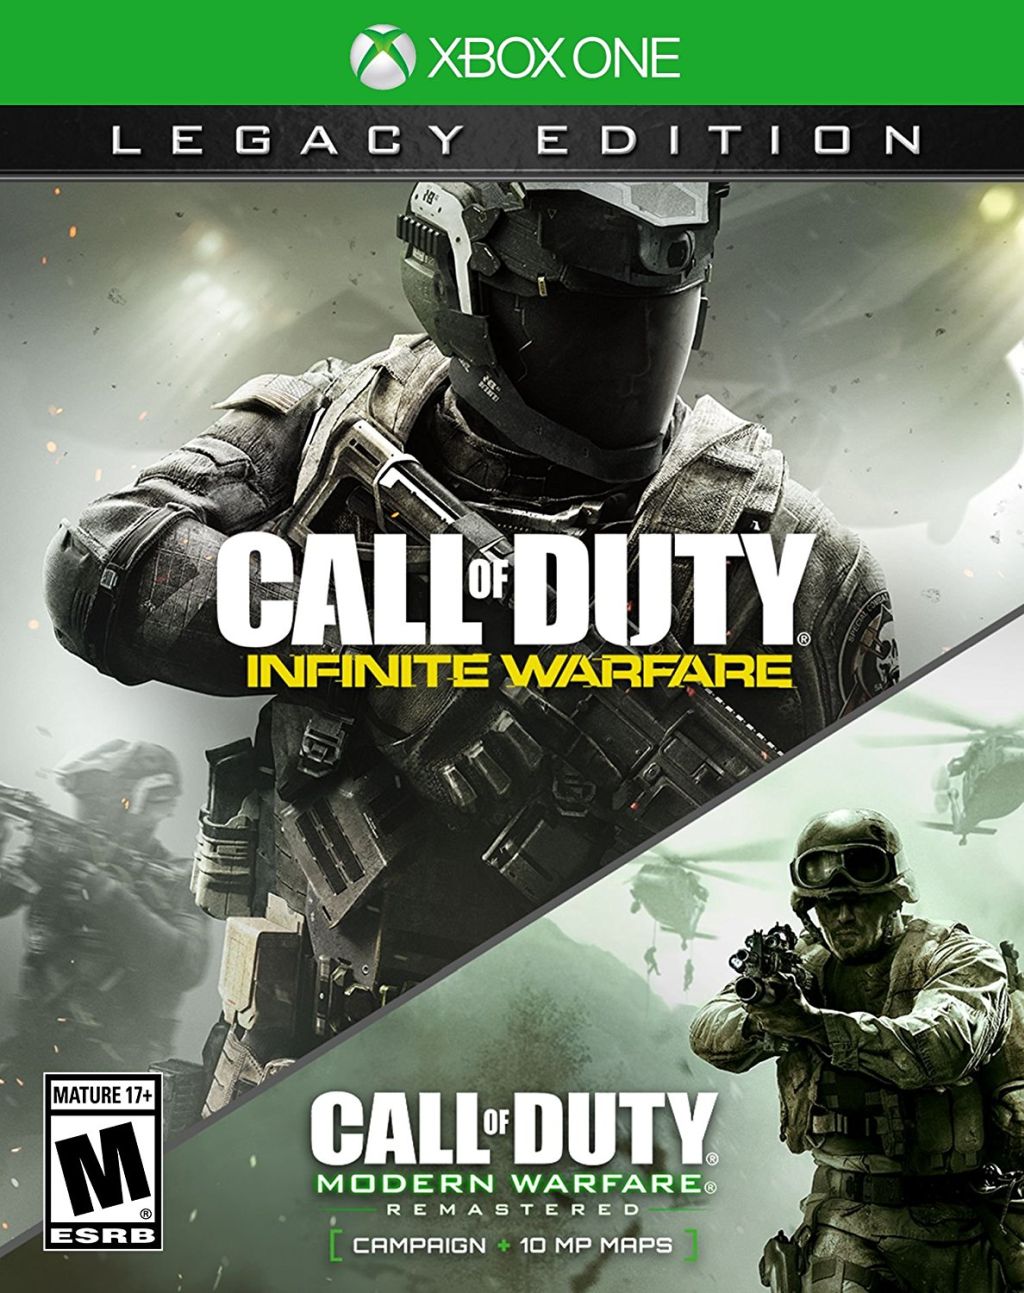 XBOX ONE
LEGACY EDITION
CALL OF DUTY®
INFINITE WARFARE
CALL OF DUTY®
MODERN WARFARE®
REMASTERED
[CAMPAIGN + 10 MP MAPS]
MATURE 17+
M®
ESRB